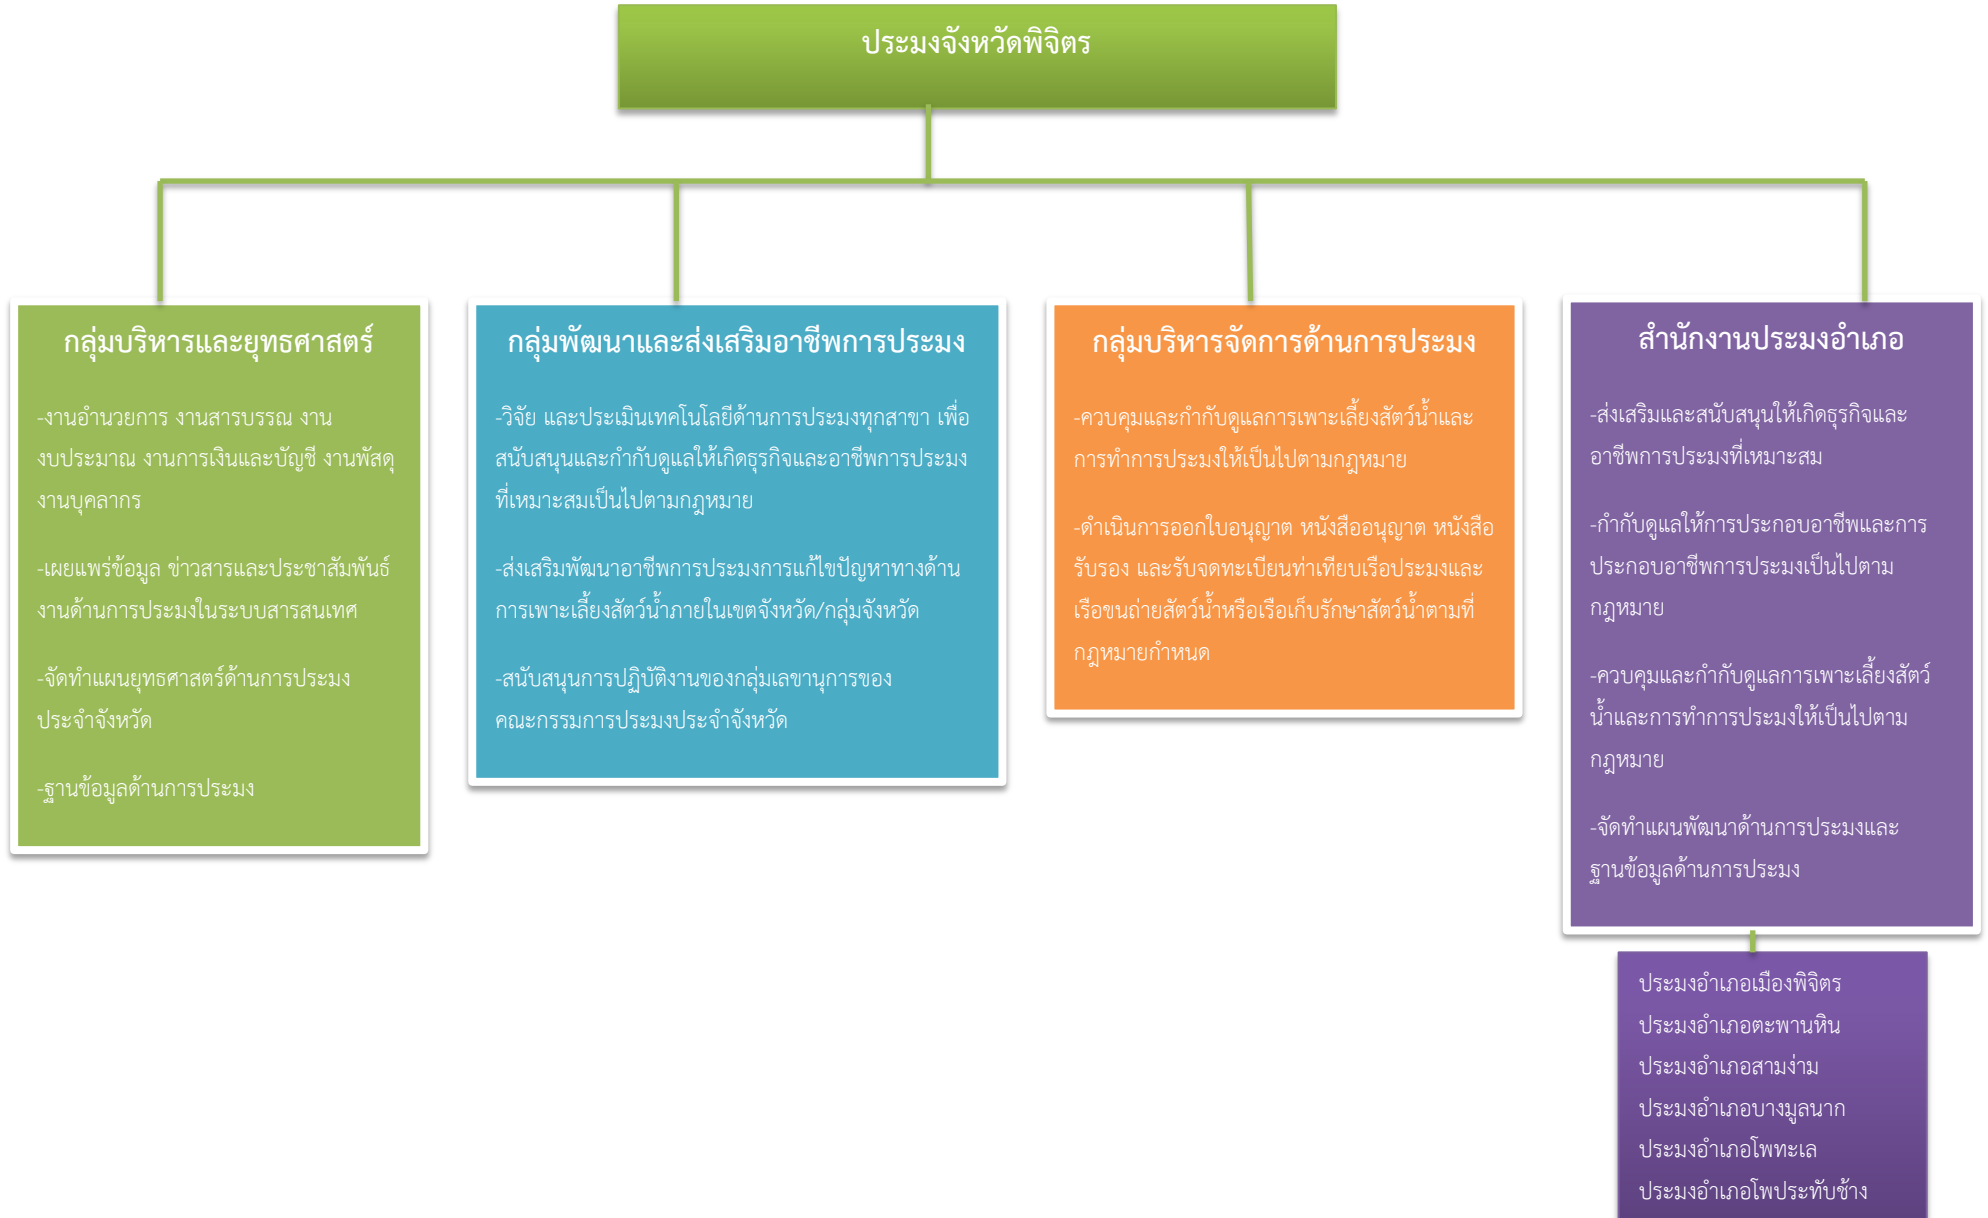 ประมงจังหวัดพิจิตร
กลุ่มบริหารและยุทธศาสตร์
-งานอำนวยการ งานสารบรรณ งาน
งบประมาณ งานการเงินและบัญชี งานพัสดุ
งานบุคลากร
-เผยแพร่ข้อมูล ข่าวสารและประชาสัมพันธ์
งานด้านการประมงในระบบสารสนเทศ
-จัดทำแผนยุทธศาสตร์ด้านการประมง
ประจำจังหวัด
-ฐานข้อมูลด้านการประมง
กลุ่มพัฒนาและส่งเสริมอาชีพการประมง
-วิจัย และประเมินเทคโนโลยีด้านการประมงทุกสาขา เพื่อ
สนับสนุนและกำกับดูแลให้เกิดธุรกิจและอาชีพการประมง
ที่เหมาะสมเป็นไปตามกฎหมาย
-ส่งเสริมพัฒนาอาชีพการประมงการแก้ไขปัญหาทางด้าน
การเพาะเลี้ยงสัตว์น้ำภายในเขตจังหวัด/กลุ่มจังหวัด
-สนับสนุนการปฏิบัติงานของกลุ่มเลขานุการของ
คณะกรรมการประมงประจำจังหวัด
กลุ่มบริหารจัดการด้านการประมง
-ควบคุมและกำกับดูแลการเพาะเลี้ยงสัตว์น้ำและ
การทำการประมงให้เป็นไปตามกฎหมาย
-ดำเนินการออกใบอนุญาต หนังสืออนุญาต หนังสือ
รับรอง และรับจดทะเบียนท่าเทียบเรือประมงและ
เรือขนถ่ายสัตว์น้ำหรือเรือเก็บรักษาสัตว์น้ำตามที่
กฎหมายกำหนด
สำนักงานประมงอำเภอ
-ส่งเสริมและสนับสนุนให้เกิดธุรกิจและ
อาชีพการประมงที่เหมาะสม
-กำกับดูแลให้การประกอบอาชีพและการ
ประกอบอาชีพการประมงเป็นไปตาม
กฎหมาย
-ควบคุมและกำกับดูแลการเพาะเลี้ยงสัตว์
น้ำและการทำการประมงให้เป็นไปตาม
กฎหมาย
-จัดทำแผนพัฒนาด้านการประมงและ
ฐานข้อมูลด้านการประมง
ประมงอำเภอเมืองพิจิตร
ประมงอำเภอตะพานหิน
ประมงอำเภอสามง่าม
ประมงอำเภอบางมูลนาก
ประมงอำเภอโพทะเล
ประมงอำเภอโพประทับช้าง